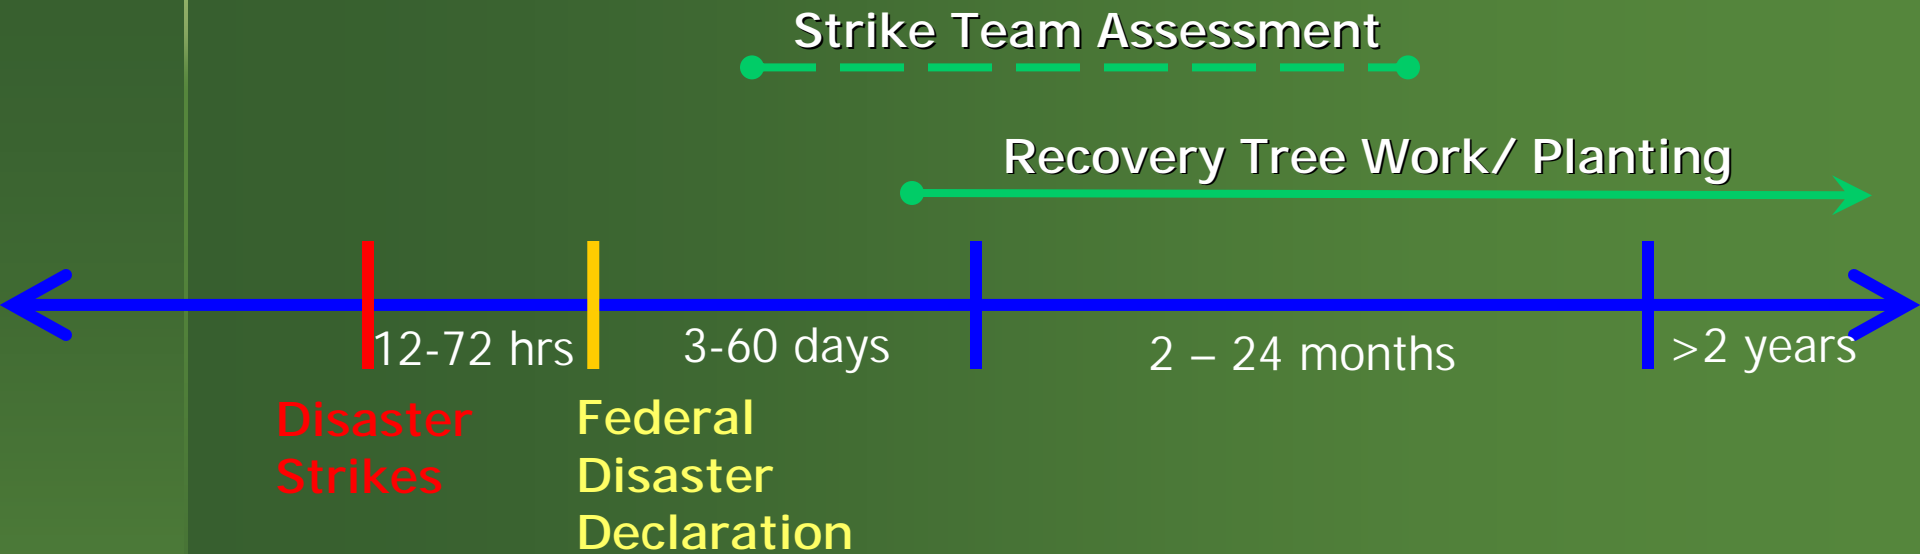 Strike Team Assessment
Recovery Tree Work/ Planting
12-72 hrs
3-60 days
2 – 24 months
>2 years
Disaster
Strikes
Federal
Disaster
Declaration